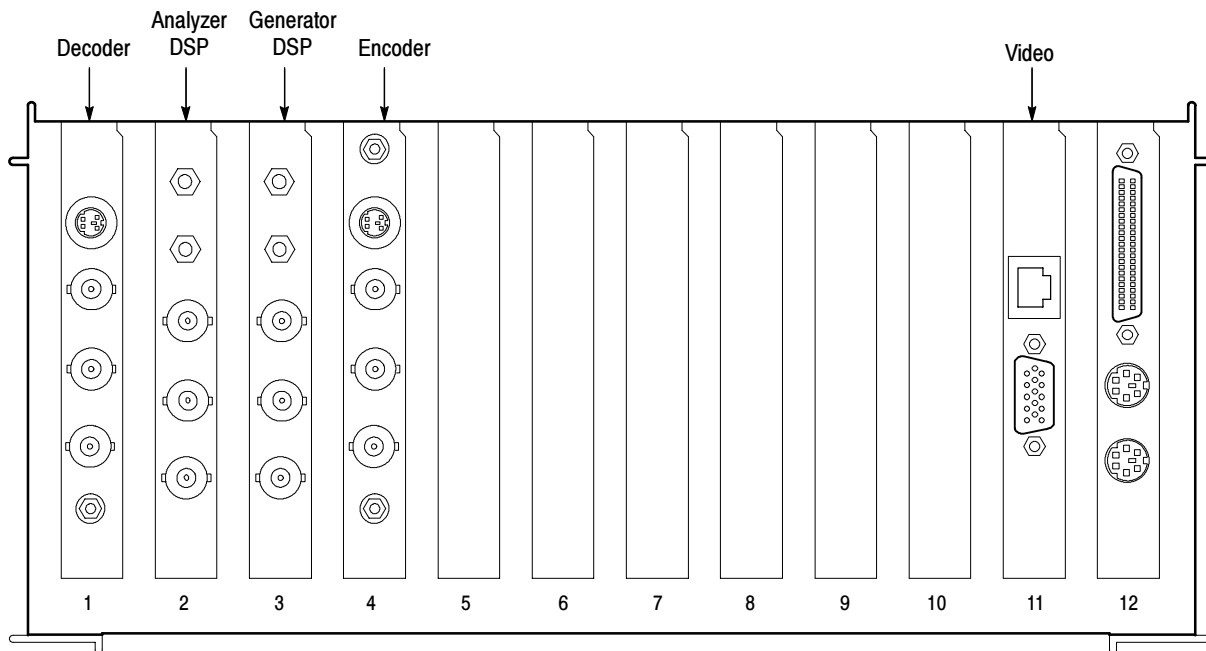 Decoder
Analyzer
DSP
Generator
DSP
Encoder
Video
1 2 3 4 5 6 7 8 9 10 11 12